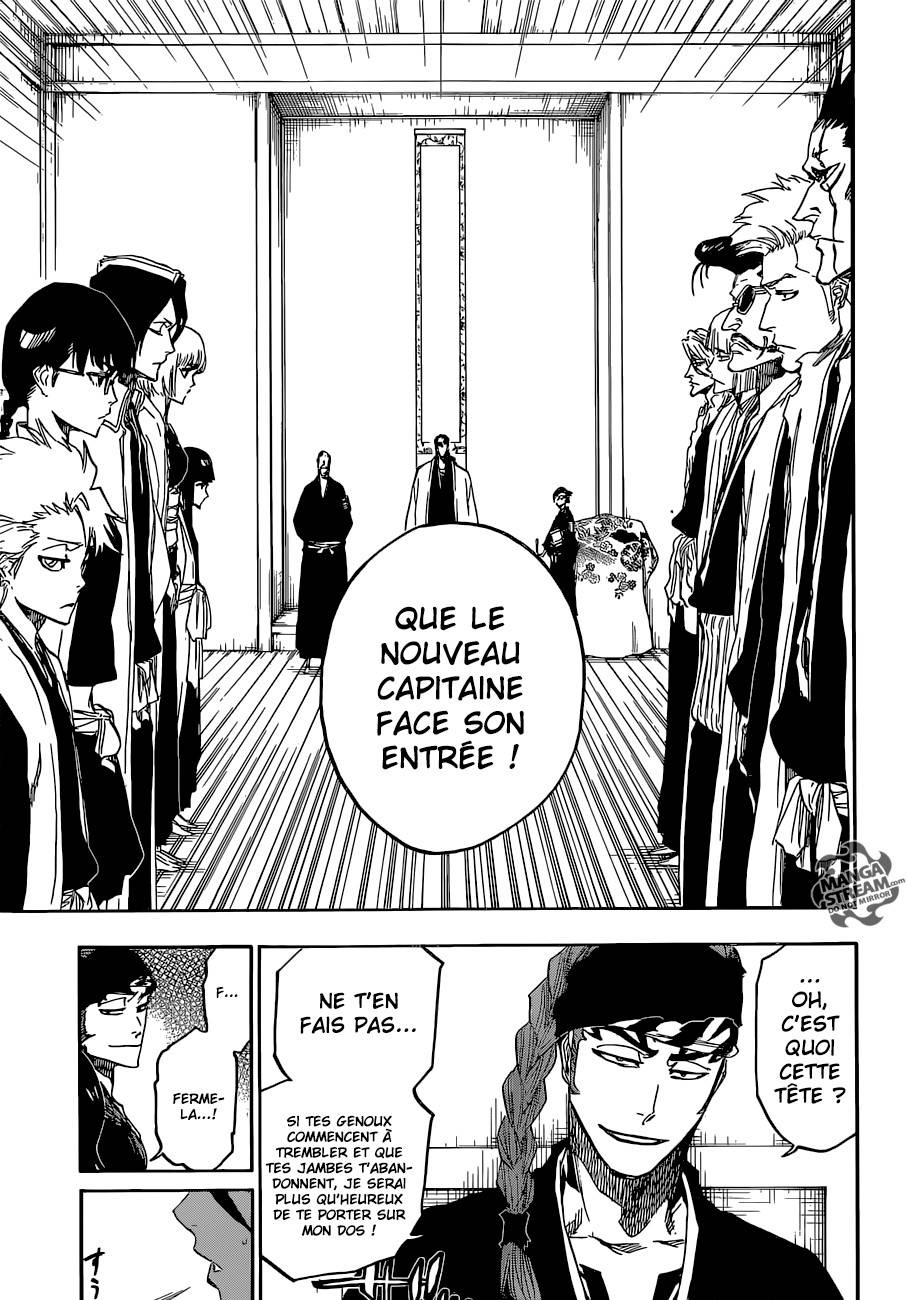 QUE LE
NOUVEAU
CAPITAINE
FACE SON
ENTRÉE !
MANGA
STREAM.com
DO NOT MIRROR
...
OH,
C'EST
QUOI
CETTE
TÊTE ?
NE T'EN
FAIS PAS...
SI TES GENOUX
COMMENCENT À
TREMBLER ET QUE
TES JAMBES T'ABAN-
DONNENT, JE SERAI
PLUS QU'HEUREUX
DE TE PORTER SUR
MON DOS !
F...
FERME-
LA...!
すぅ